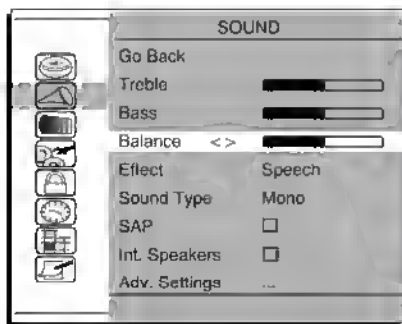 SOUND
Go Back
Treble
Bass
Balance <>
Effect Speech
Sound Type Mono
SAP
Int. Speakers
Adv. Settings ...